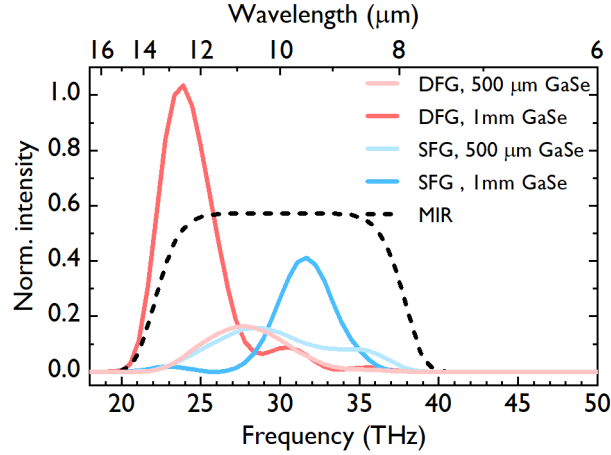 Wavelength (μm)
16 14 12 10 8 6
DFG, 500 μm GaSe
DFG, 1mm GaSe
SFG, 500 μm GaSe
SFG , 1mm GaSe
MIR
Norm. intensity
1.0
0.8
0.6
0.4
0.2
0.0
20 25 30 35 40 45 50
Frequency (THz)